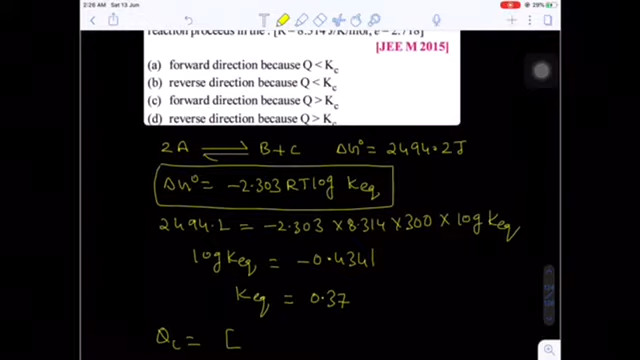 2:26 AM Sat 13 Jun
29%
reaction proceeds in the : [R = 8.314 J/K/mol, e = 2.718]
[JEE M 2015]
(a) forward direction because Q < Kc
(b) reverse direction because Q < Kc
(c) forward direction because Q > Kc
(d) reverse direction because Q > Kc
2A ⇌ B+C ΔG° = 2494.2J
ΔG° = -2.303 RT log Keq
2494.2 = -2.303 × 8.314 × 300 × log Keq
log Keq = -0.4341
Keq = 0.37
Qc = [